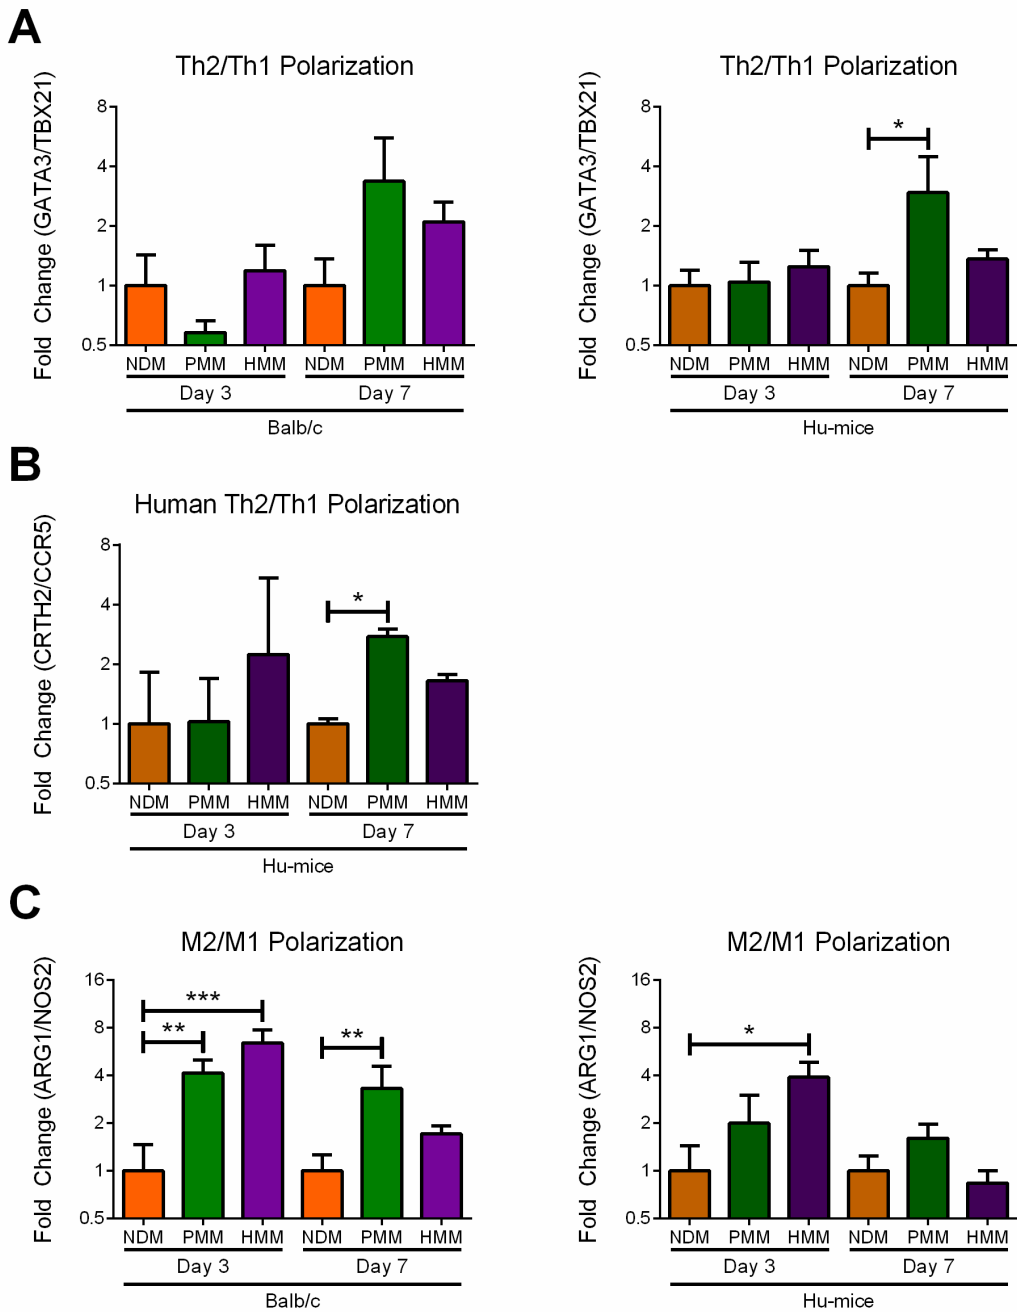 A
Th2/Th1 Polarization
Fold Change (GATA3/TBX21)
8
4
2
1
0.5
NDM PMM HMM NDM PMM HMM
Day 3 Day 7
Balb/c
Th2/Th1 Polarization
Fold Change (GATA3/TBX21)
8
4
2
1
0.5
*
NDM PMM HMM NDM PMM HMM
Day 3 Day 7
Hu-mice
B
Human Th2/Th1 Polarization
Fold Change (CRTH2/CCR5)
8
4
2
1
0.5
*
NDM PMM HMM NDM PMM HMM
Day 3 Day 7
Hu-mice
C
M2/M1 Polarization
Fold Change (ARG1/NOS2)
16
8
4
2
1
0.5
***
** **
NDM PMM HMM NDM PMM HMM
Day 3 Day 7
Balb/c
M2/M1 Polarization
Fold Change (ARG1/NOS2)
16
8
4
2
1
0.5
*
NDM PMM HMM NDM PMM HMM
Day 3 Day 7
Hu-mice